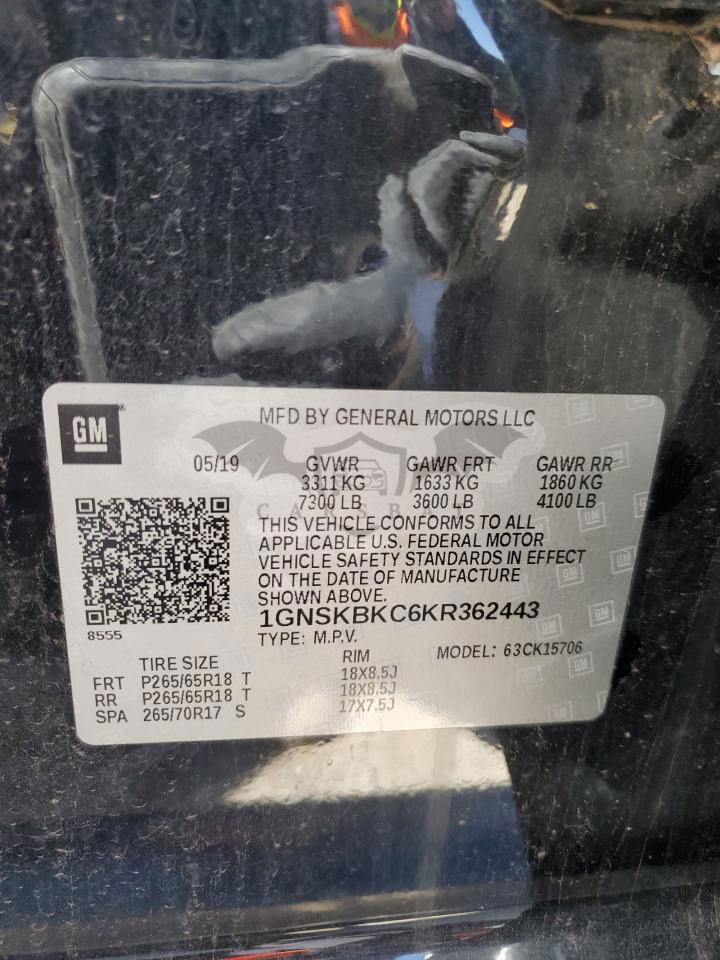 GM
MFD BY GENERAL MOTORS LLC
05/19 GVWR GAWR FRT GAWR RR
3311 KG 1633 KG 1860 KG
7300 LB 3600 LB 4100 LB
CARSBAT
THIS VEHICLE CONFORMS TO ALL
APPLICABLE U.S. FEDERAL MOTOR
VEHICLE SAFETY STANDARDS IN EFFECT
ON THE DATE OF MANUFACTURE
SHOWN ABOVE.
8555
1GNSKBKC6KR362443
TYPE: M.P.V.
MODEL: 63CK15706
TIRE SIZE RIM
FRT P265/65R18 T 18X8.5J
RR P265/65R18 T 18X8.5J
SPA 265/70R17 S 17X7.5J